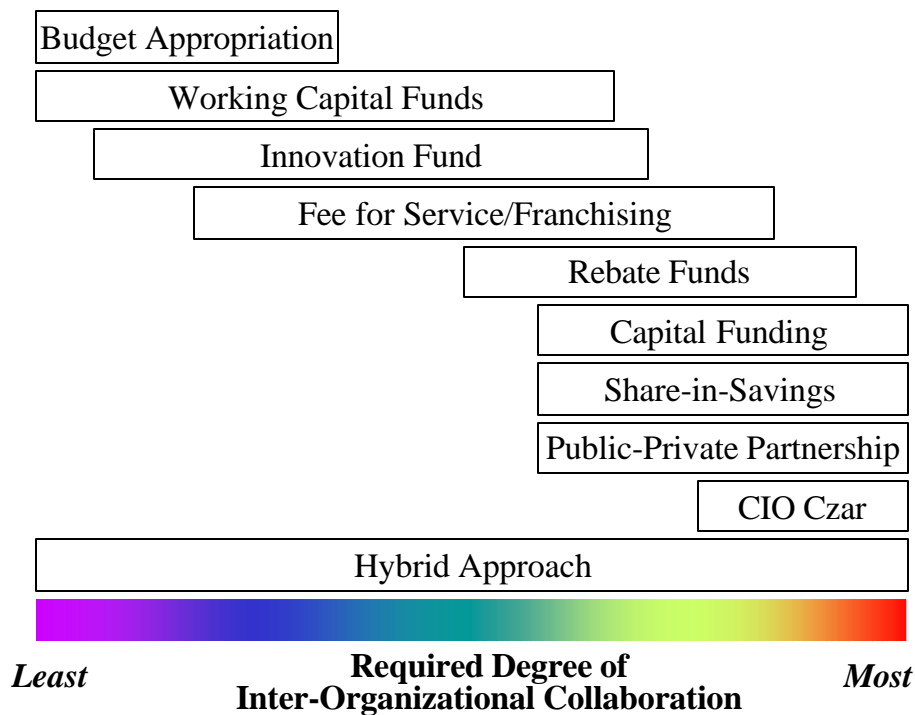 Budget Appropriation
Working Capital Funds
Innovation Fund
Fee for Service/Franchising
Rebate Funds
Capital Funding
Share-in-Savings
Public-Private Partnership
CIO Czar
Hybrid Approach
Least
Required Degree of
Inter-Organizational Collaboration
Most